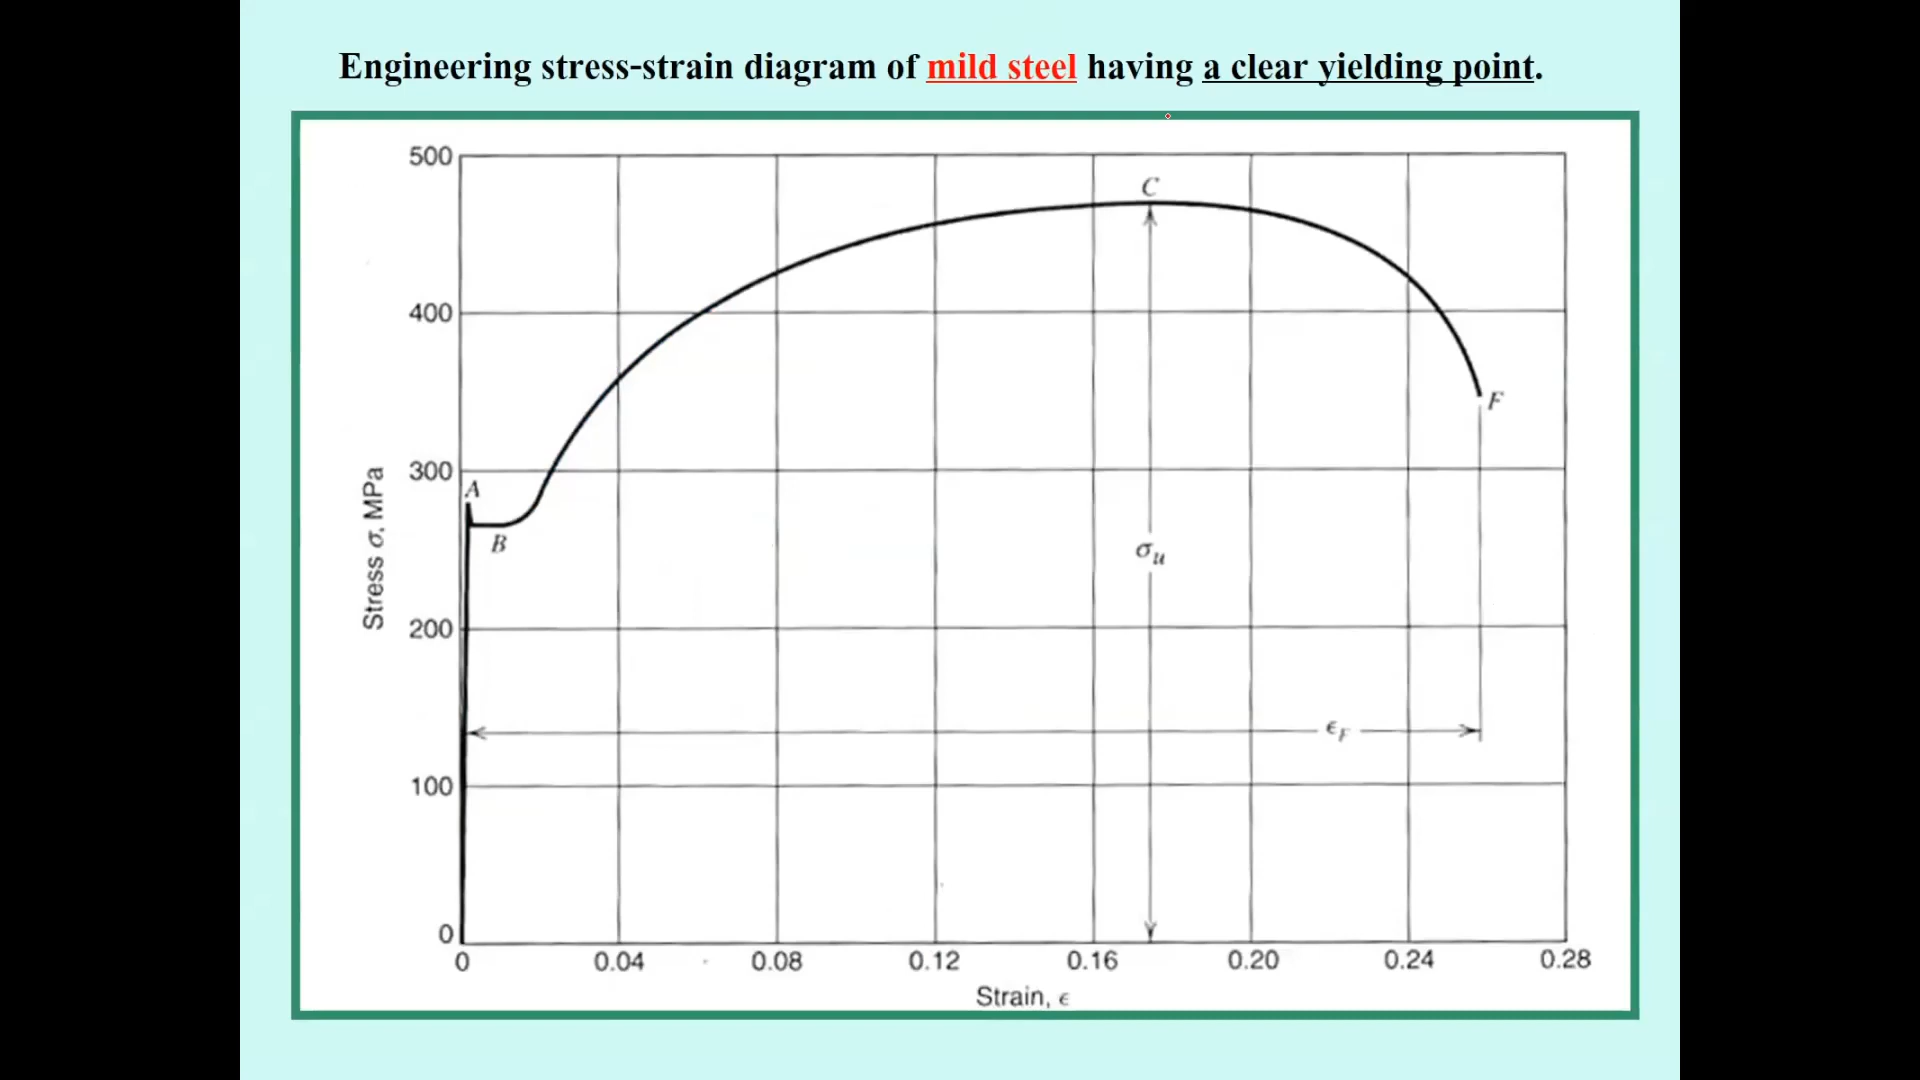 Engineering stress-strain diagram of mild steel having a clear yielding point.
500
C
400
F
300
A
Stress σ, MPa
B
σu
200
ϵF
100
0
0 0.04 0.08 0.12 0.16 0.20 0.24 0.28
Strain, ϵ